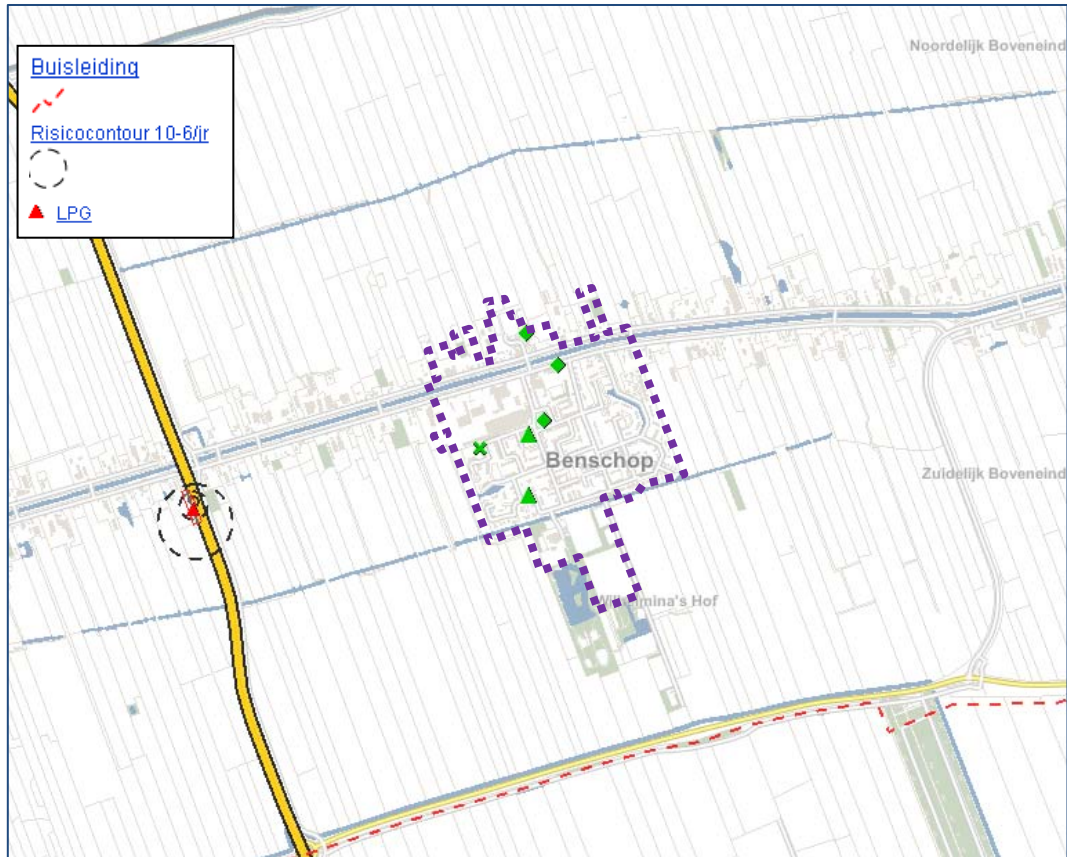 Buisleiding
Risicocontour 10-6/jr
LPG
Noordelijk Boveneind
Benschop
Zuidelijk Boveneind
Wilhelmina's Hof